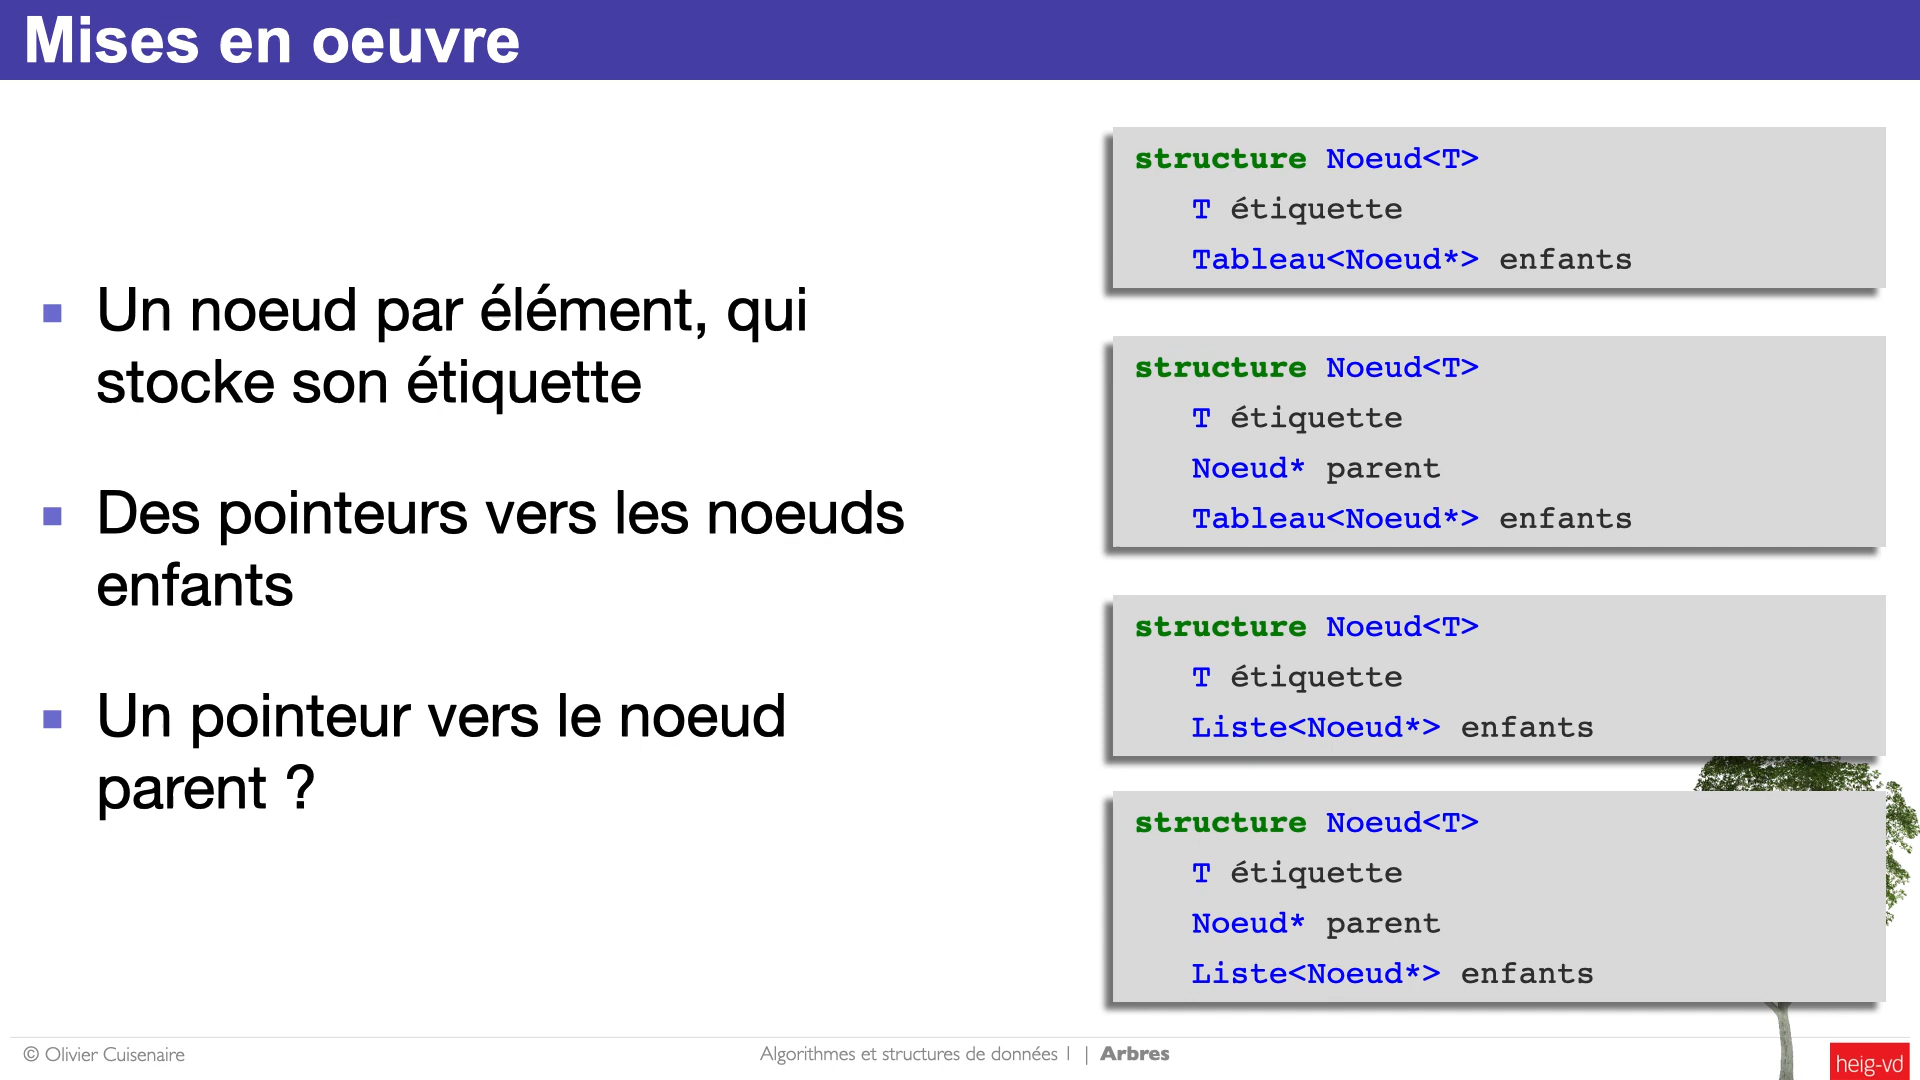 Mises en oeuvre
Un noeud par élément, qui
stocke son étiquette
Des pointeurs vers les noeuds
enfants
Un pointeur vers le noeud
parent ?
structure Noeud<T>
T étiquette
Tableau<Noeud*> enfants
structure Noeud<T>
T étiquette
Noeud* parent
Tableau<Noeud*> enfants
structure Noeud<T>
T étiquette
Liste<Noeud*> enfants
structure Noeud<T>
T étiquette
Noeud* parent
Liste<Noeud*> enfants
© Olivier Cuisenaire
Algorithmes et structures de données 1 | Arbres
heig-vd